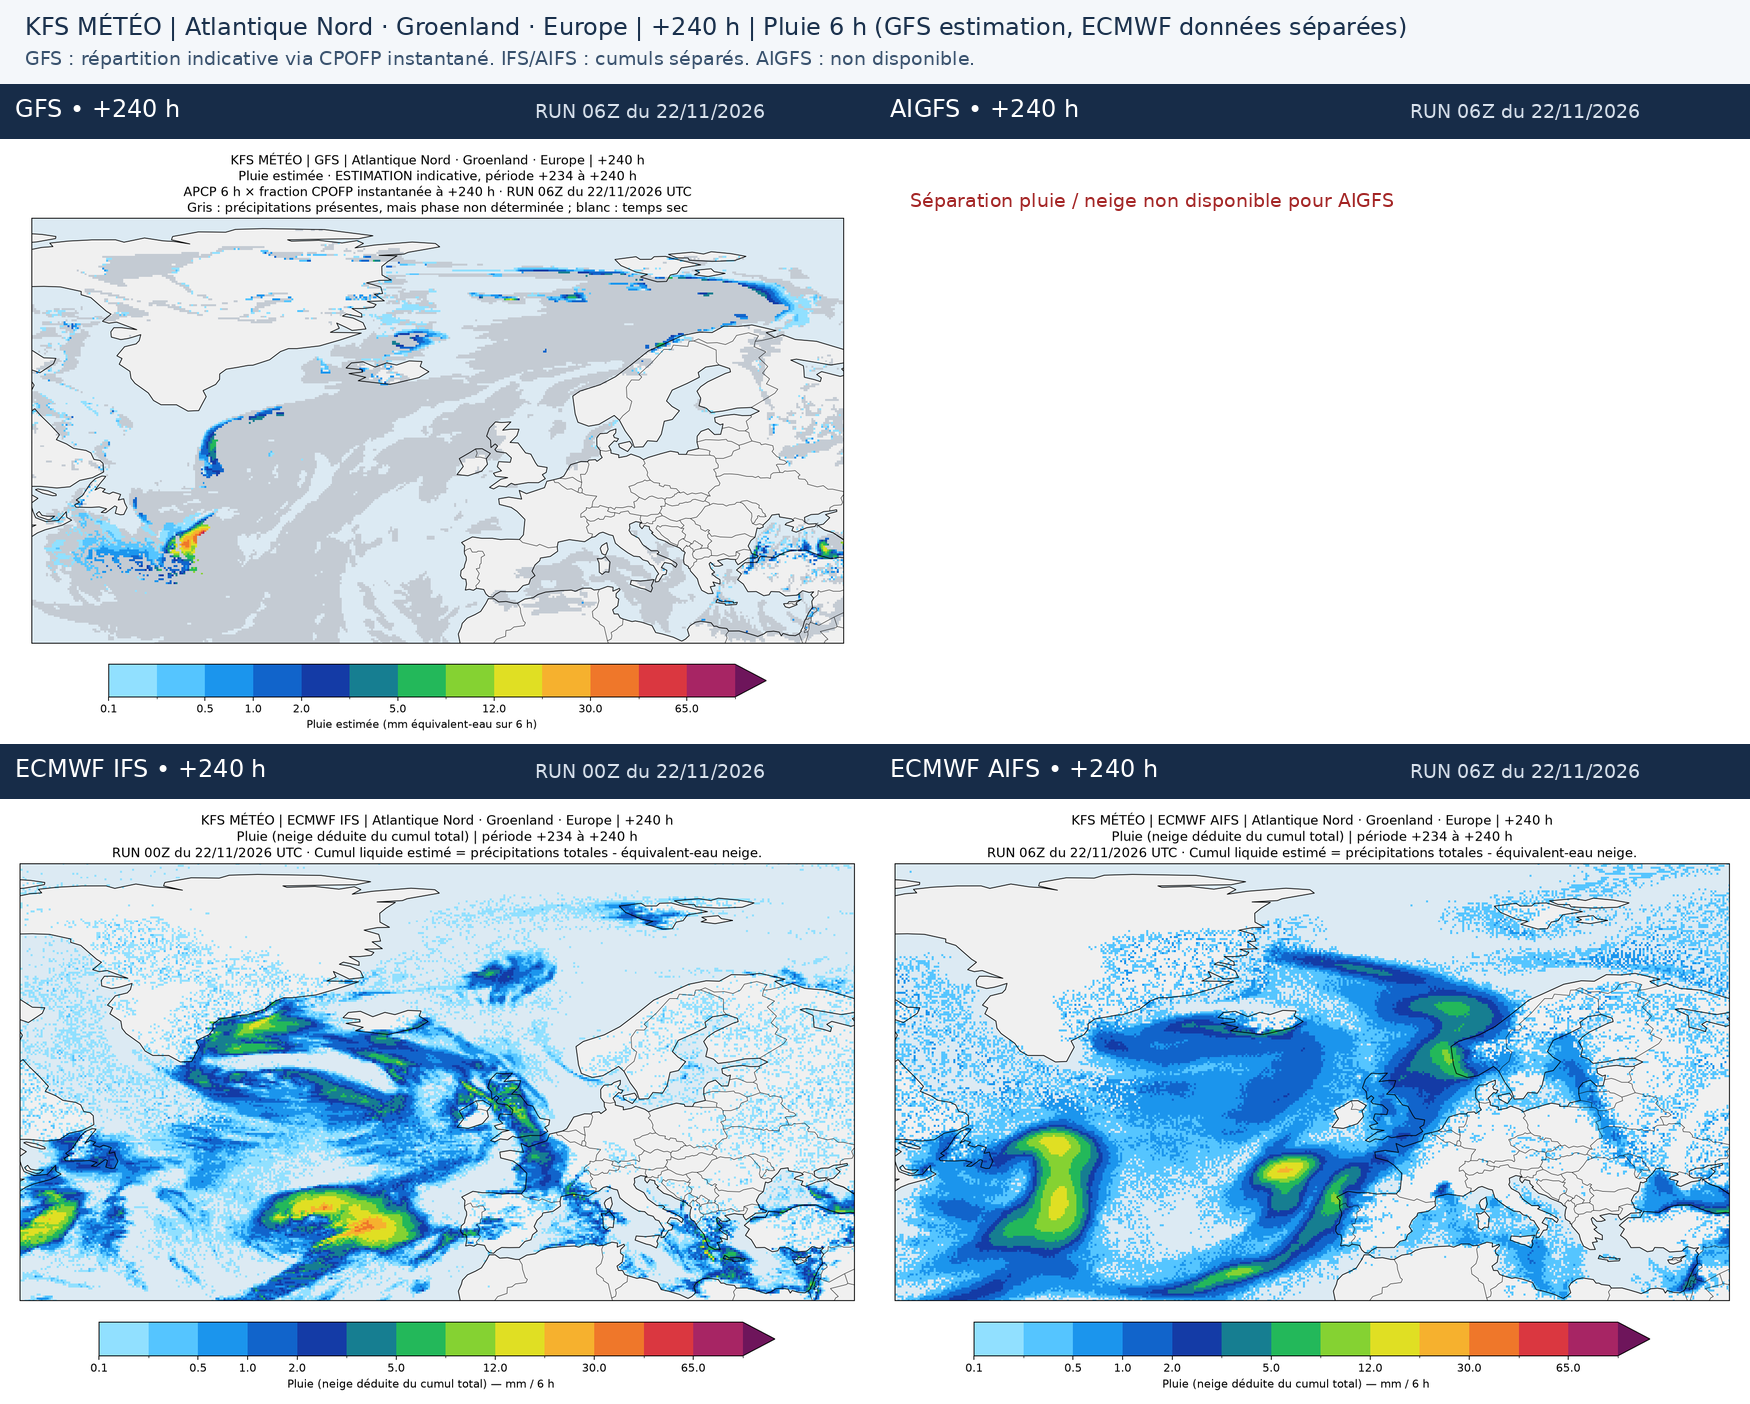 KFS MÉTÉO | Atlantique Nord · Groenland · Europe | +240 h | Pluie 6 h (GFS estimation, ECMWF données séparées)
GFS : répartition indicative via CPOFP instantané. IFS/AIFS : cumuls séparés. AIGFS : non disponible.
GFS • +240 h RUN 06Z du 22/11/2026
KFS MÉTÉO | GFS | Atlantique Nord · Groenland · Europe | +240 h
Pluie estimée · ESTIMATION indicative, période +234 à +240 h
APCP 6 h × fraction CPOFP instantanée à +240 h · RUN 06Z du 22/11/2026 UTC
Gris : précipitations présentes, mais phase non déterminée ; blanc : temps sec
0.1 0.5 1.0 2.0 5.0 12.0 30.0 65.0
Pluie estimée (mm équivalent-eau sur 6 h)
AIGFS • +240 h RUN 06Z du 22/11/2026
Séparation pluie / neige non disponible pour AIGFS
ECMWF IFS • +240 h RUN 00Z du 22/11/2026
KFS MÉTÉO | ECMWF IFS | Atlantique Nord · Groenland · Europe | +240 h
Pluie (neige déduite du cumul total) | période +234 à +240 h
RUN 00Z du 22/11/2026 UTC · Cumul liquide estimé = précipitations totales - équivalent-eau neige.
0.1 0.5 1.0 2.0 5.0 12.0 30.0 65.0
Pluie (neige déduite du cumul total) — mm / 6 h
ECMWF AIFS • +240 h RUN 06Z du 22/11/2026
KFS MÉTÉO | ECMWF AIFS | Atlantique Nord · Groenland · Europe | +240 h
Pluie (neige déduite du cumul total) | période +234 à +240 h
RUN 06Z du 22/11/2026 UTC · Cumul liquide estimé = précipitations totales - équivalent-eau neige.
0.1 0.5 1.0 2.0 5.0 12.0 30.0 65.0
Pluie (neige déduite du cumul total) — mm / 6 h